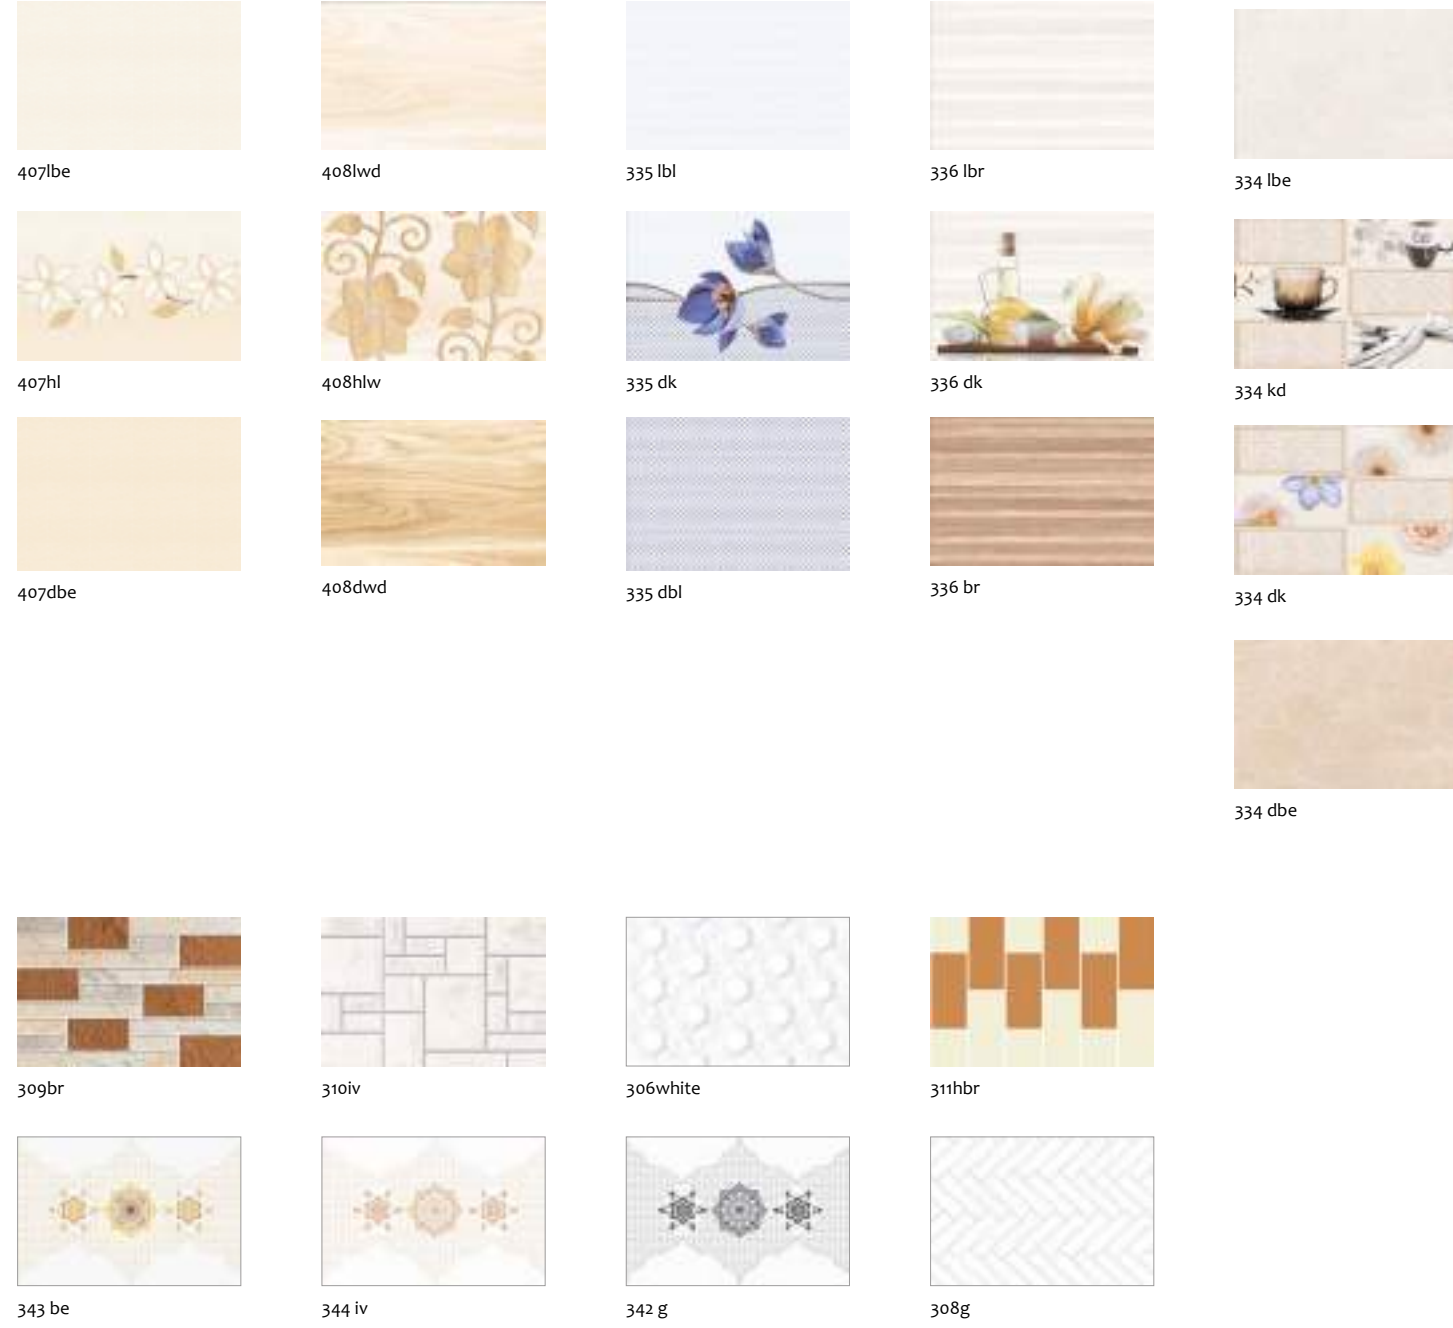 407lbe
408lwd
335 lbl
336 lbr
334 lbe
407hl
408hlw
335 dk
336 dk
334 kd
407dbe
408dwd
335 dbl
336 br
334 dk
334 dbe
309br
310iv
306white
311hbr
343 be
344 iv
342 g
308g